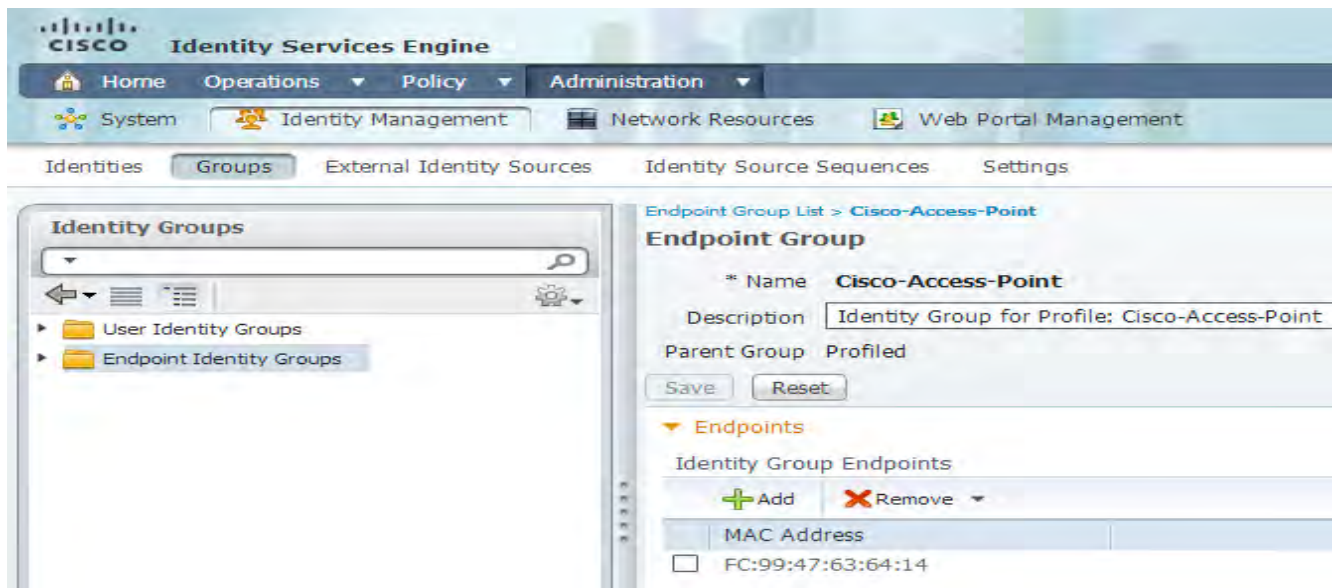 CISCO Identity Services Engine
Home Operations Policy Administration
System Identity Management Network Resources Web Portal Management
Identities Groups External Identity Sources Identity Source Sequences Settings
Identity Groups
User Identity Groups
Endpoint Identity Groups
Endpoint Group List > Cisco-Access-Point
Endpoint Group
* Name Cisco-Access-Point
Description Identity Group for Profile: Cisco-Access-Point
Parent Group Profiled
Save Reset
Endpoints
Identity Group Endpoints
Add Remove
MAC Address
FC:99:47:63:64:14